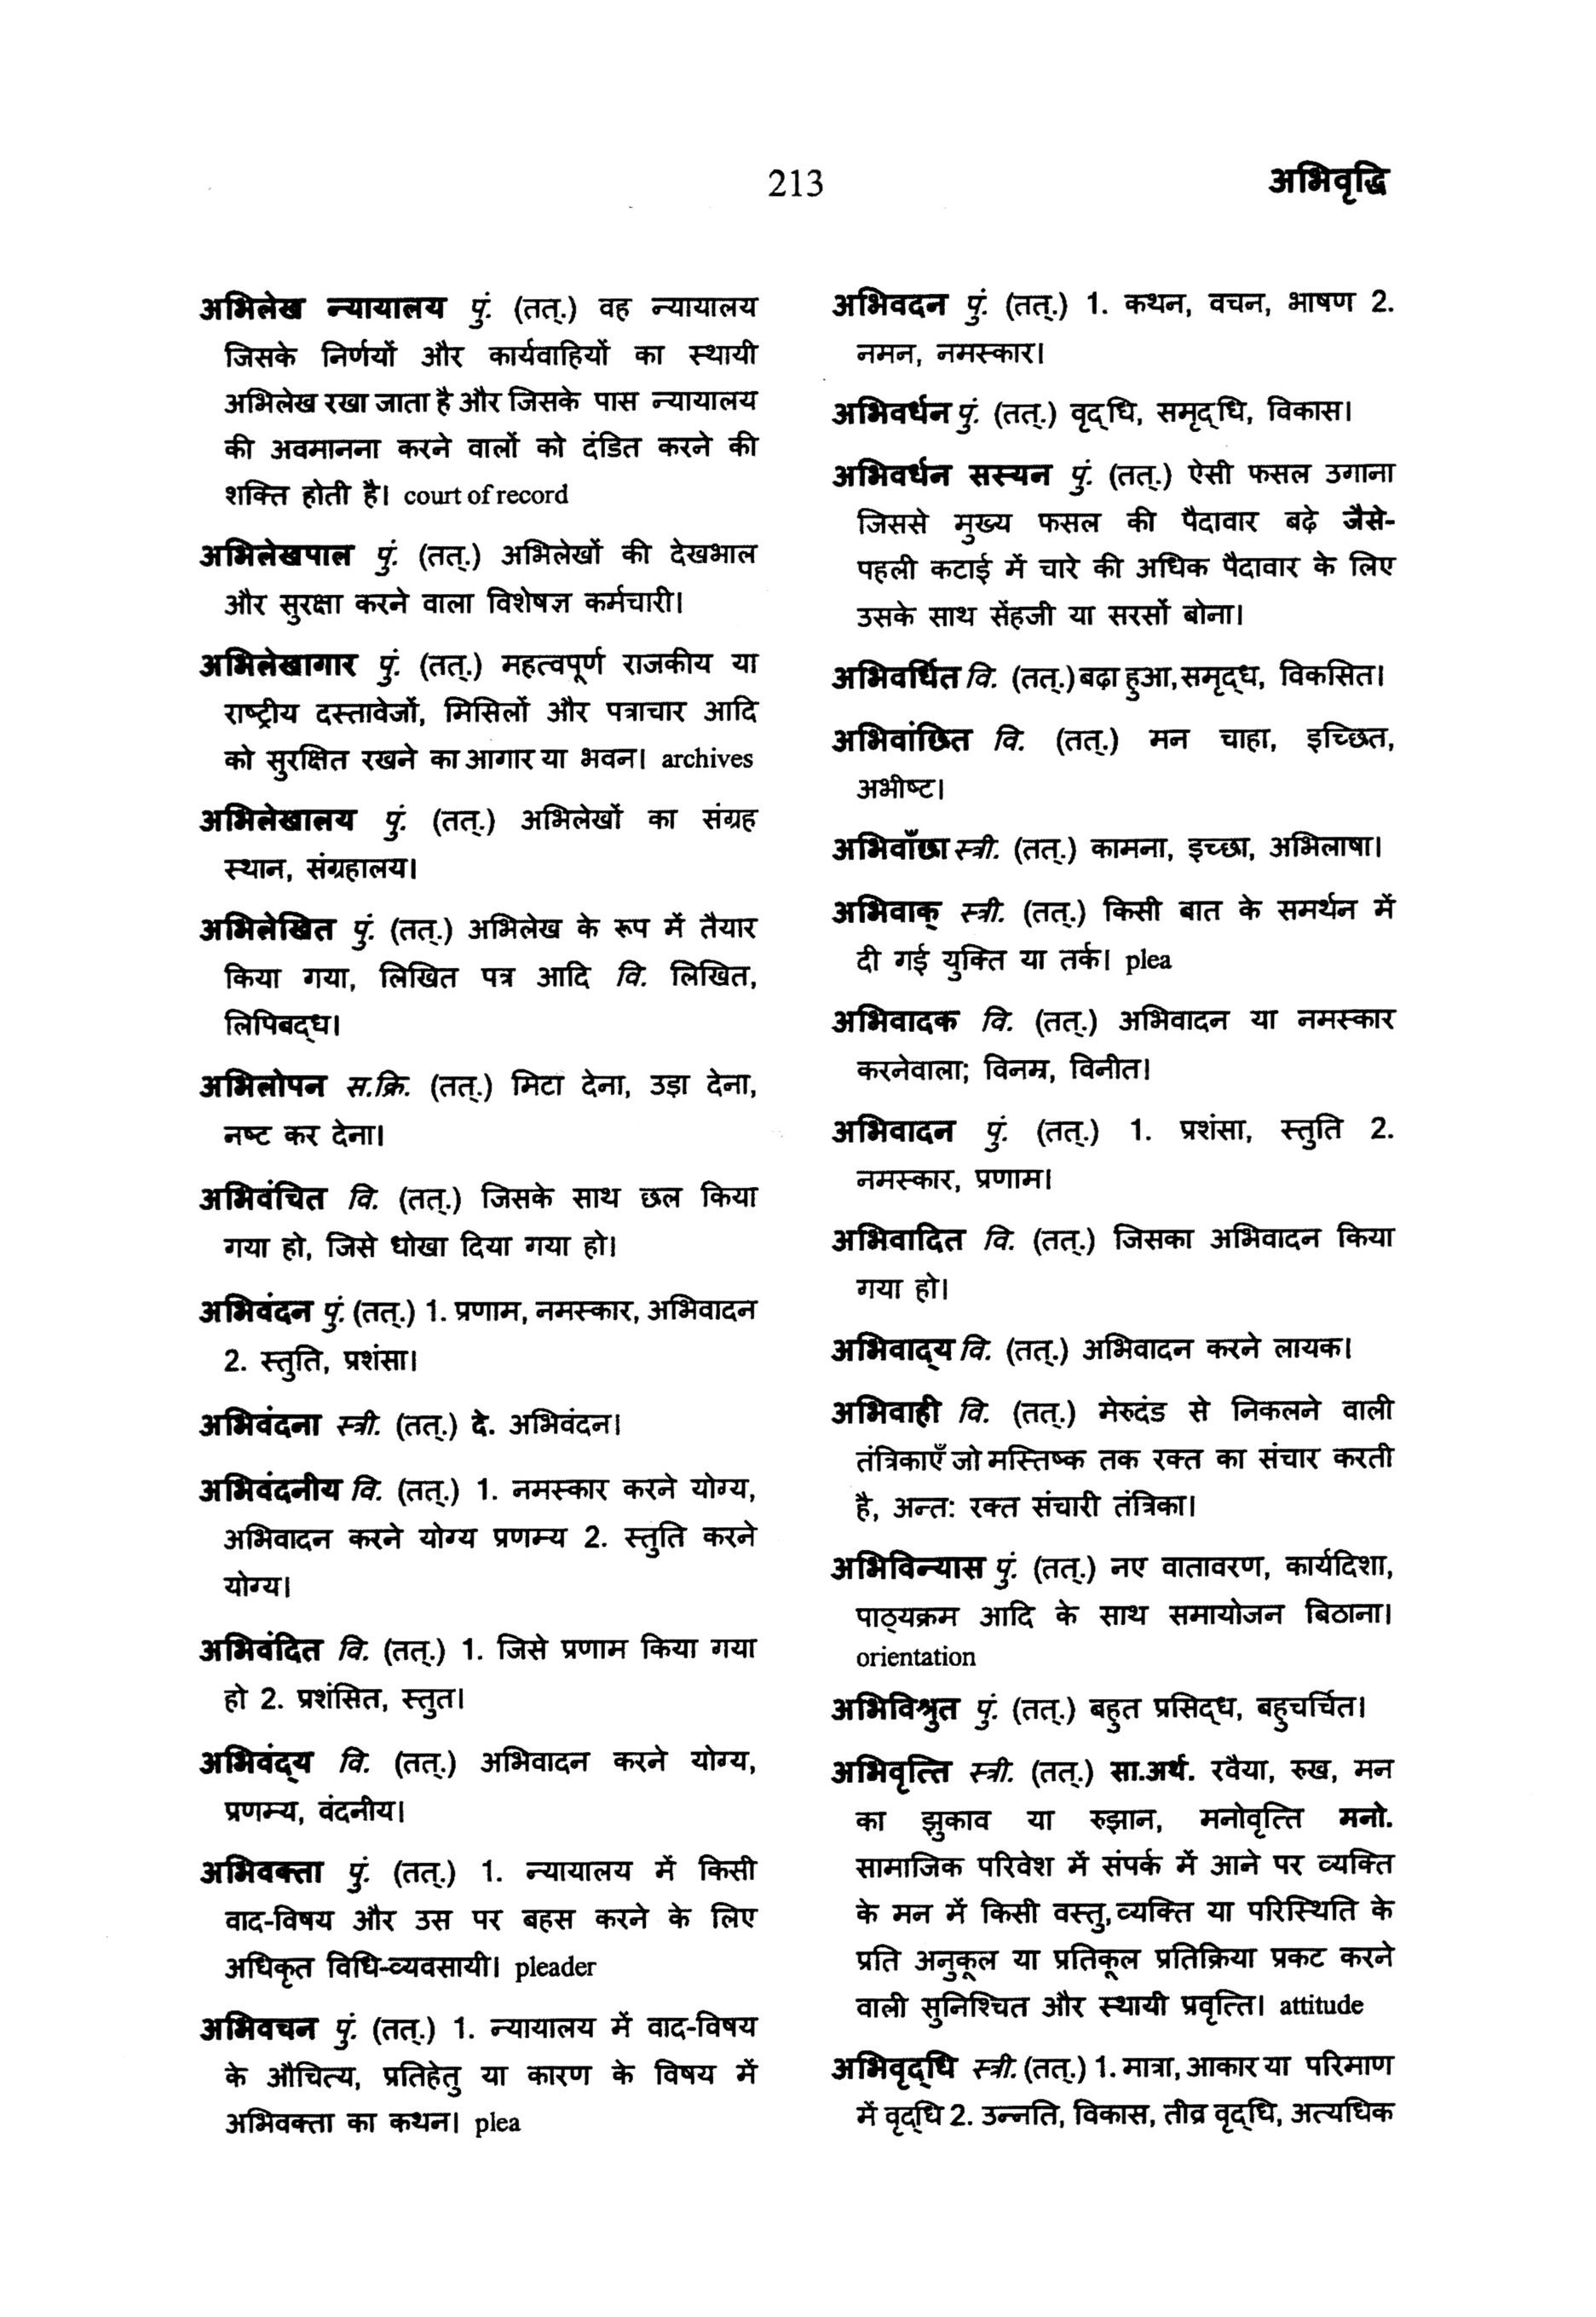 213
अभिवृद्धि
अभिलेख न्यायालय पुं. (तत्.) वह न्यायालय
जिसके निर्णयों और कार्यवाहियों का स्थायी
अभिलेख रखा जाता है और जिसके पास न्यायालय
की अवमानना करने वालों को दंडित करने की
शक्ति होती है। court of record
अभिलेखपाल पुं. (तत्.) अभिलेखों की देखभाल
और सुरक्षा करने वाला विशेषज्ञ कर्मचारी।
अभिलेखागार पुं. (तत्.) महत्वपूर्ण राजकीय या
राष्ट्रीय दस्तावेजों, मिसिलों और पत्राचार आदि
को सुरक्षित रखने का आगार या भवन। archives
अभिलेखालय पुं. (तत्.) अभिलेखों का संग्रह
स्थान, संग्रहालय।
अभिलेखित पुं. (तत्.) अभिलेख के रूप में तैयार
किया गया, लिखित पत्र आदि वि. लिखित,
लिपिबद्‌ध।
अभिलोपन स.क्रि. (तत्.) मिटा देना, उड़ा देना,
नष्ट कर देना।
अभिवंचित वि. (तत्.) जिसके साथ छल किया
गया हो, जिसे धोखा दिया गया हो।
अभिवंदन पुं. (तत्.) 1. प्रणाम, नमस्कार, अभिवादन
2. स्तुति, प्रशंसा।
अभिवंदना स्त्री. (तत्.) दे. अभिवंदन।
अभिवंदनीय वि. (तत्.) 1. नमस्कार करने योग्य,
अभिवादन करने योग्य प्रणम्य 2. स्तुति करने
योग्य।
अभिवंदित वि. (तत्.) 1. जिसे प्रणाम किया गया
हो 2. प्रशंसित, स्तुत।
अभिवंद्‌य वि. (तत्.) अभिवादन करने योग्य,
प्रणम्य, वंदनीय।
अभिवक्ता पुं. (तत्.) 1. न्यायालय में किसी
वाद-विषय और उस पर बहस करने के लिए
अधिकृत विधि-व्यवसायी। pleader
अभिवचन पुं. (तत्.) 1. न्यायालय में वाद-विषय
के औचित्य, प्रतिहेतु या कारण के विषय में
अभिवक्ता का कथन। plea
अभिवदन पुं. (तत्.) 1. कथन, वचन, भाषण 2.
नमन, नमस्कार।
अभिवर्धन पुं. (तत्.) वृद्‌धि, समृद्‌धि, विकास।
अभिवर्धन सस्यन पुं. (तत्.) ऐसी फसल उगाना
जिससे मुख्य फसल की पैदावार बढ़े जैसे-
पहली कटाई में चारे की अधिक पैदावार के लिए
उसके साथ सेंहजी या सरसों बोना।
अभिवर्धित वि. (तत्.) बढ़ा हुआ, समृद्‌ध, विकसित।
अभिवांछित वि. (तत्.) मन चाहा, इच्छित,
अभीष्ट।
अभिवाँछा स्त्री. (तत्.) कामना, इच्छा, अभिलाषा।
अभिवाक् स्त्री. (तत्.) किसी बात के समर्थन में
दी गई युक्ति या तर्क। plea
अभिवादक वि. (तत्.) अभिवादन या नमस्कार
करनेवाला; विनम्र, विनीत।
अभिवादन पुं. (तत्.) 1. प्रशंसा, स्तुति 2.
नमस्कार, प्रणाम।
अभिवादित वि. (तत्.) जिसका अभिवादन किया
गया हो।
अभिवाद्‌य वि. (तत्.) अभिवादन करने लायक।
अभिवाही वि. (तत्.) मेरुदंड से निकलने वाली
तंत्रिकाएँ जो मस्तिष्क तक रक्त का संचार करती
है, अन्त: रक्त संचारी तंत्रिका।
अभिविन्यास पुं. (तत्.) नए वातावरण, कार्यदिशा,
पाठ्‌यक्रम आदि के साथ समायोजन बिठाना।
orientation
अभिविश्रुत पुं. (तत्.) बहुत प्रसिद्‌ध, बहुचर्चित।
अभिवृत्ति स्त्री. (तत्.) सा.अर्थ. रवैया, रुख, मन
का झुकाव या रुझान, मनोवृत्ति मनो.
सामाजिक परिवेश में संपर्क में आने पर व्यक्ति
के मन में किसी वस्तु, व्यक्ति या परिस्थिति के
प्रति अनुकूल या प्रतिकूल प्रतिक्रिया प्रकट करने
वाली सुनिश्चित और स्थायी प्रवृत्ति। attitude
अभिवृद्‌धि स्त्री. (तत्.) 1. मात्रा, आकार या परिमाण
में वृद्‌धि 2. उन्नति, विकास, तीव्र वृद्‌धि, अत्यधिक